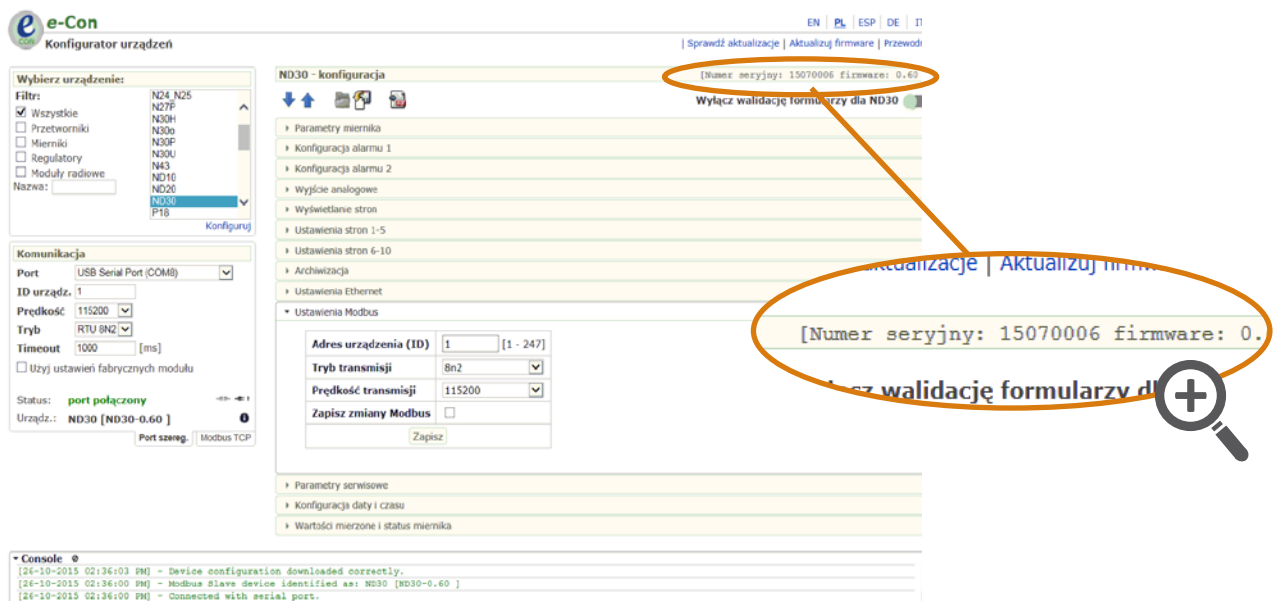 e-Con
Konfigurator urządzeń
EN | PL | ESP | DE | IT
| Sprawdź aktualizacje | Aktualizuj firmware |
Wybierz urządzenie:
Filtr:
Wszystkie
Przetworniki
Mierniki
Regulatory
Moduły radiowe
Nazwa:
N24_N25
N27P
N30H
N30o
N30P
N30U
N43
ND10
ND20
ND30
P18
Konfiguruj
Komunikacja
Port USB Serial Port (COM8)
ID urządz. 1
Prędkość 115200
Tryb RTU 8N2
Timeout 1000 [ms]
Użyj ustawień fabrycznych modułu
Status: port połączony
Urządz.: ND30 [ND30-0.60 ]
Port szereg. Modbus TCP
ND30 - konfiguracja
[Numer seryjny: 15070006 firmware: 0.60
Wyłącz walidację formularzy dla ND30
Parametry miernika
Konfiguracja alarmu 1
Konfiguracja alarmu 2
Wyjście analogowe
Wyświetlanie stron
Ustawienia stron 1-5
Ustawienia stron 6-10
Archiwizacja
Ustawienia Ethernet
Ustawienia Modbus
Adres urządzenia (ID) 1 [1 - 247]
Tryb transmisji 8n2
Prędkość transmisji 115200
Zapisz zmiany Modbus
Zapisz
Parametry serwisowe
Konfiguracja daty i czasu
Wartości mierzone i status miernika
| Aktualizuj
[Numer seryjny: 15070006 firmware: 0.
walidację formularzy
Console
[26-10-2015 02:36:03 PM] - Device configuration downloaded correctly.
[26-10-2015 02:36:00 PM] - Modbus Slave device identified as: ND30 [ND30-0.60 ]
[26-10-2015 02:36:00 PM] - Connected with serial port.